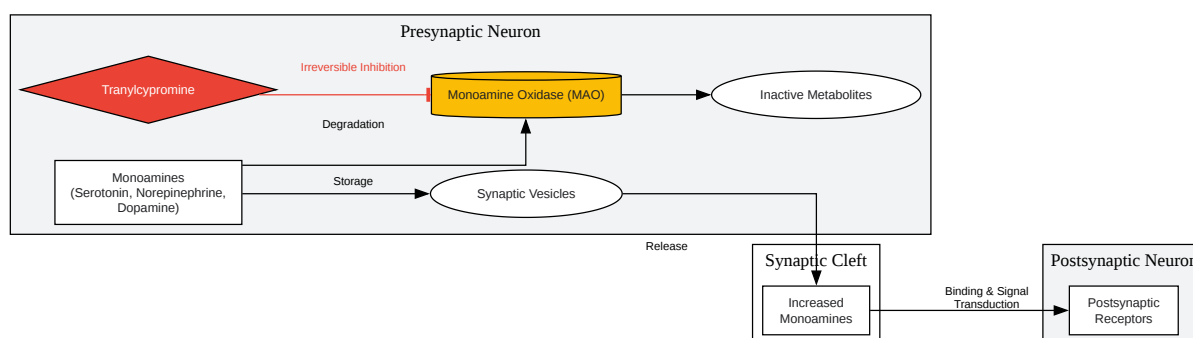 Presynaptic Neuron
Irreversible Inhibition
Tranylcypromine
Monoamine Oxidase (MAO)
Inactive Metabolites
Degradation
Monoamines
(Serotonin, Norepinephrine,
Dopamine)
Storage
Synaptic Vesicles
Release
Synaptic Cleft
Increased
Monoamines
Binding & Signal
Transduction
Postsynaptic Neuron
Postsynaptic
Receptors